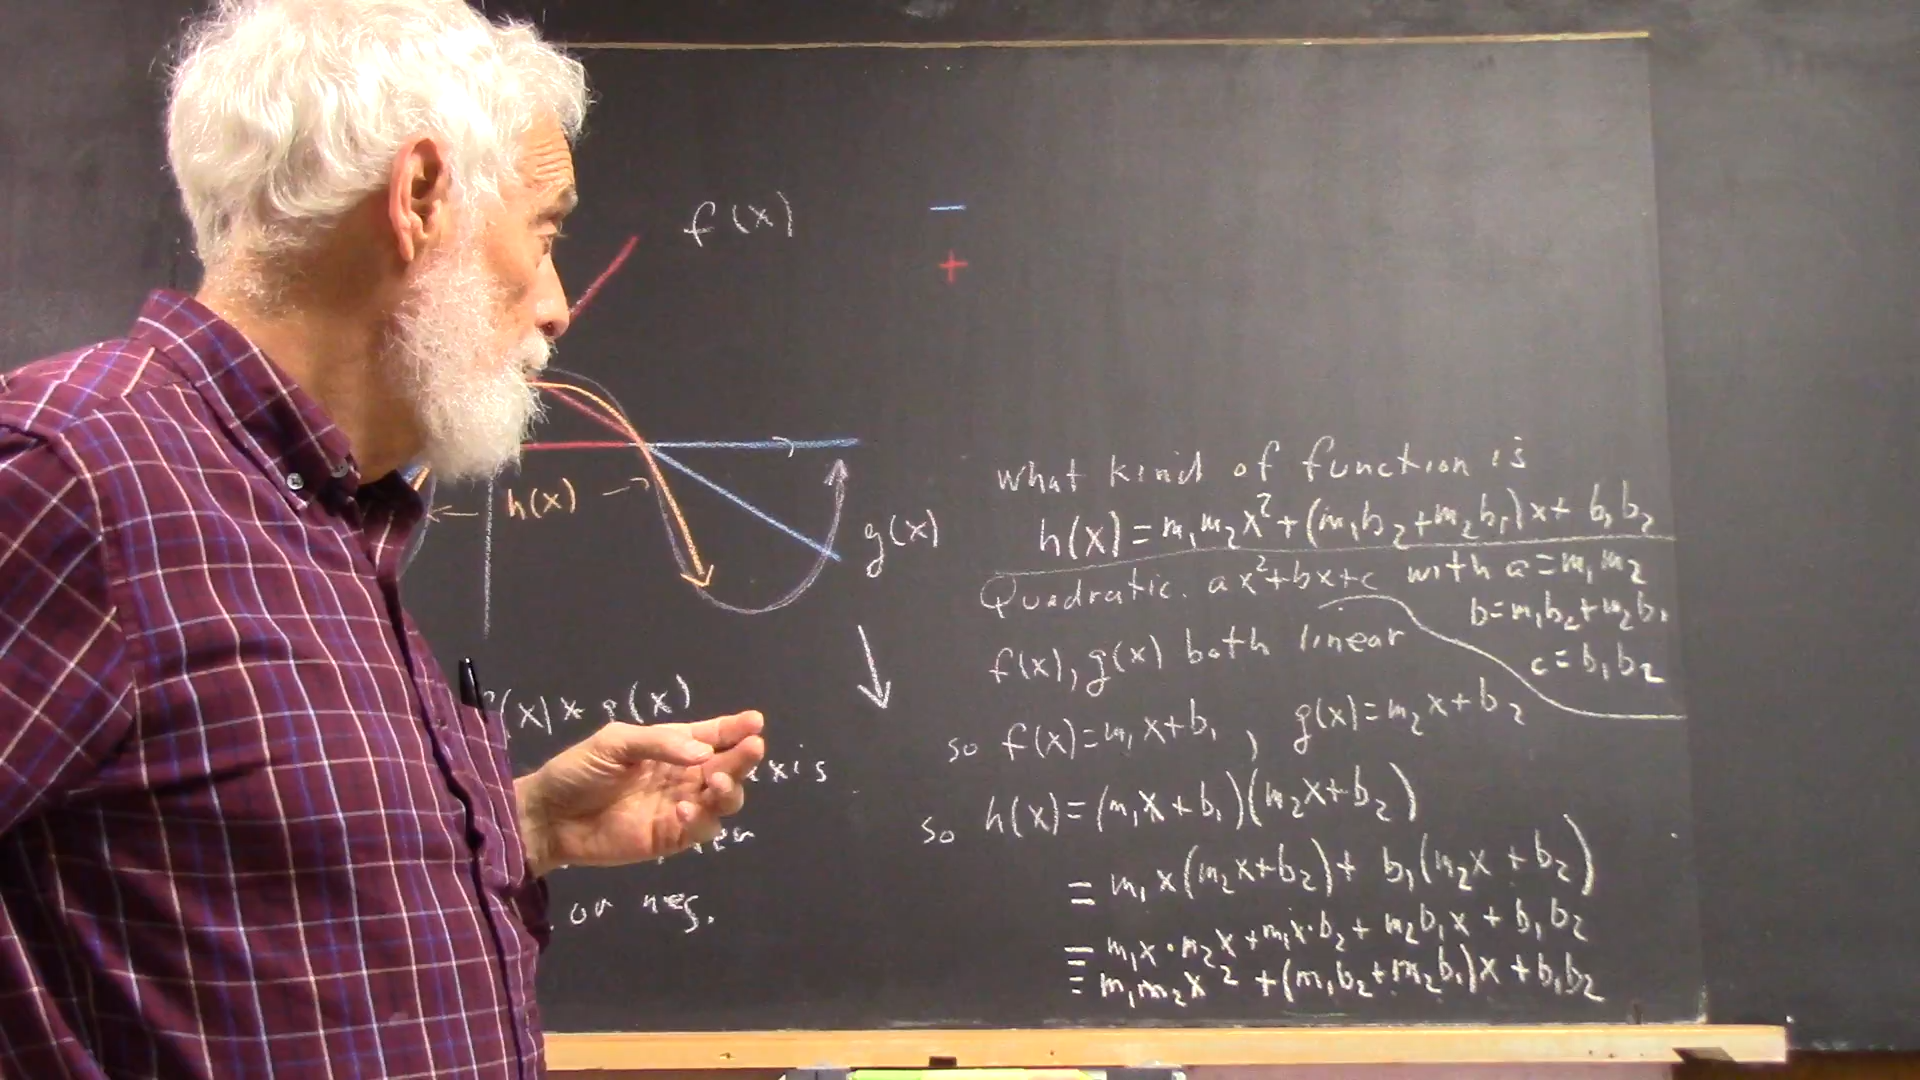 f(x)
–
+
h(x)
g(x)
(x) x g(x)
xis
or neg.
What kind of function is
h(x) = m₁m₂x² + (m₁b₂ + m₂b₁)x + b₁b₂
Quadratic. ax²+bx+c with a = m₁m₂
b = m₁b₂ + m₂b₁
c = b₁b₂
f(x), g(x) both linear
so f(x) = m₁x + b₁, g(x) = m₂x + b₂
so h(x) = (m₁x + b₁)(m₂x + b₂)
= m₁x(m₂x + b₂) + b₁(m₂x + b₂)
= m₁x · m₂x + m₁x · b₂ + m₂b₁x + b₁b₂
= m₁m₂x² + (m₁b₂ + m₂b₁)x + b₁b₂